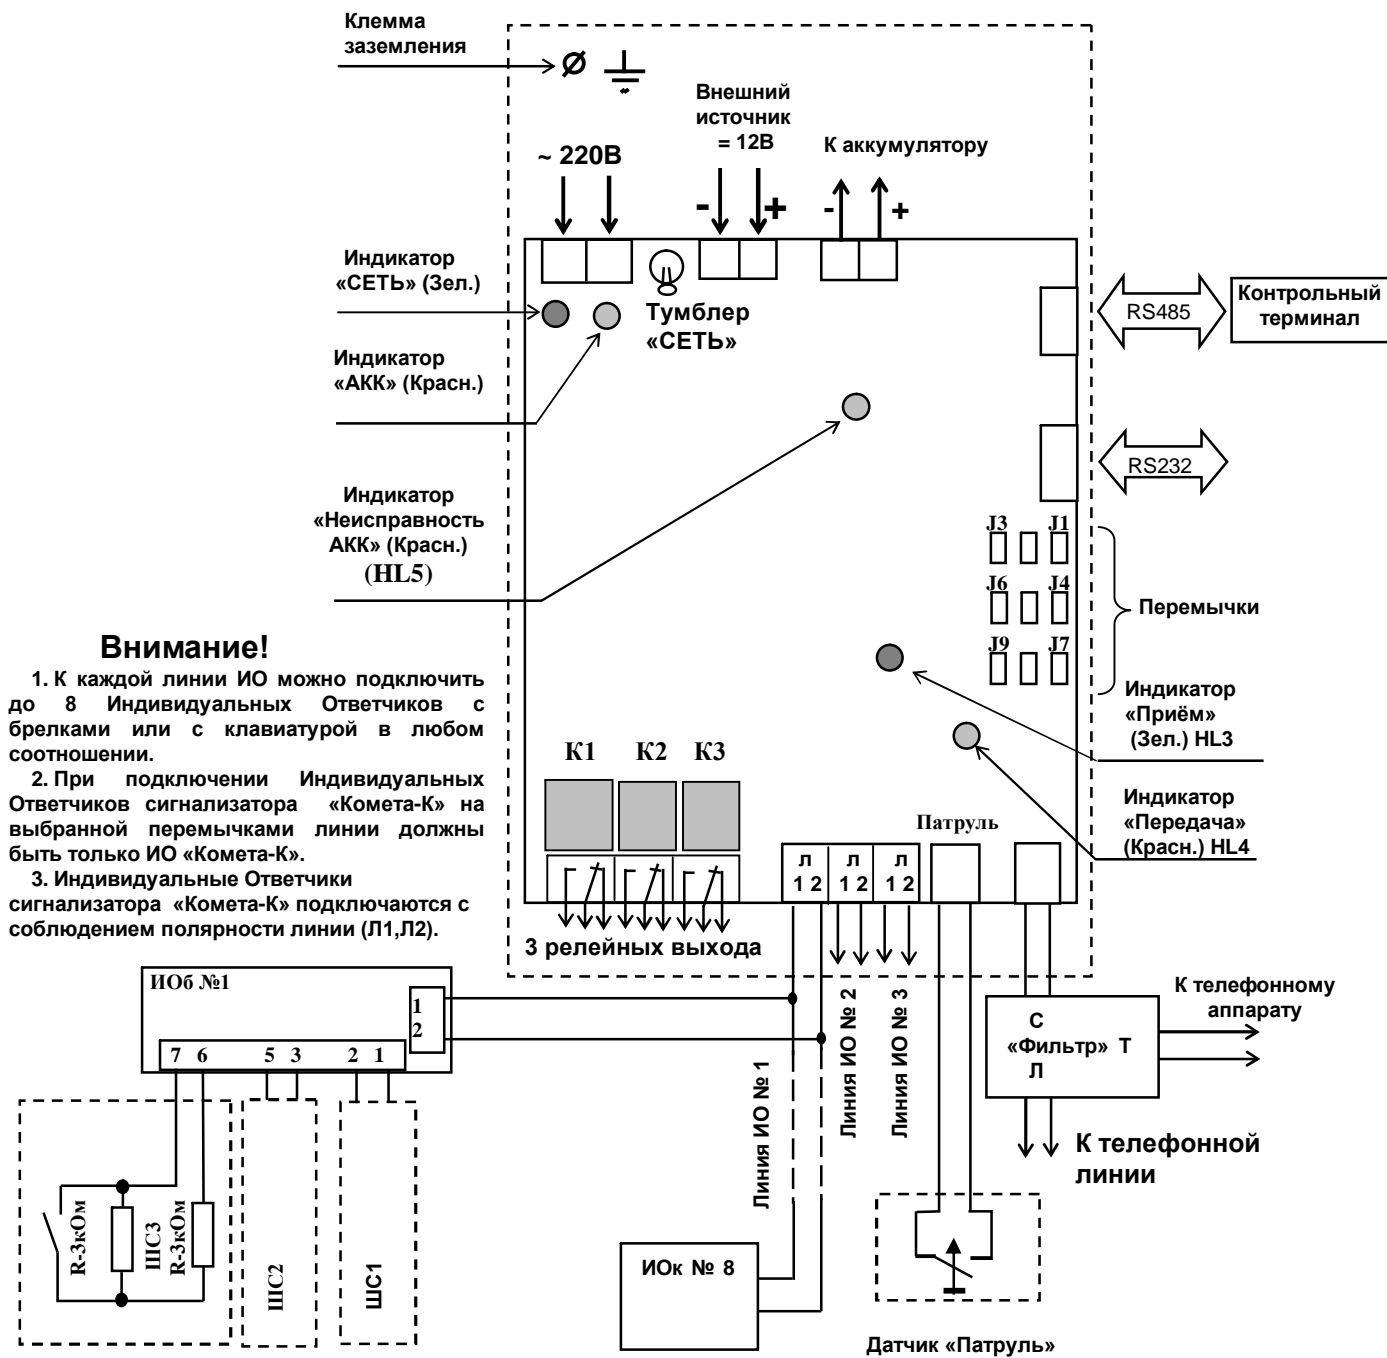 Клемма
заземления
Внешний
источник
= 12В
~ 220В
К аккумулятору
- + - +
Индикатор
«СЕТЬ» (Зел.)
Тумблер
«СЕТЬ»
Индикатор
«АКК» (Красн.)
RS485
Контрольный
терминал
RS232
Индикатор
«Неисправность
АКК» (Красн.)
(HL5)
J3 J1
J6 J4
J9 J7
Перемычки
Индикатор
«Приём»
(Зел.) HL3
Индикатор
«Передача»
(Красн.) HL4
Внимание!
1. К каждой линии ИО можно подключить
до 8 Индивидуальных Ответчиков с
брелками или с клавиатурой в любом
соотношении.
2. При подключении Индивидуальных
Ответчиков сигнализатора «Комета-К» на
выбранной перемычками линии должны
быть только ИО «Комета-К».
3. Индивидуальные Ответчики
сигнализатора «Комета-К» подключаются с
соблюдением полярности линии (Л1,Л2).
К1 К2 К3
Патруль
л л л
1 2 1 2 1 2
3 релейных выхода
ИОб №1
1
2
7 6 5 3 2 1
R-3кОм
ШС3
R-3кОм
ШС2
ШС1
Линия ИО № 1
Линия ИО № 2
Линия ИО № 3
ИОк № 8
С
«Фильтр» Т
Л
К телефонному
аппарату
К телефонной
линии
Датчик «Патруль»